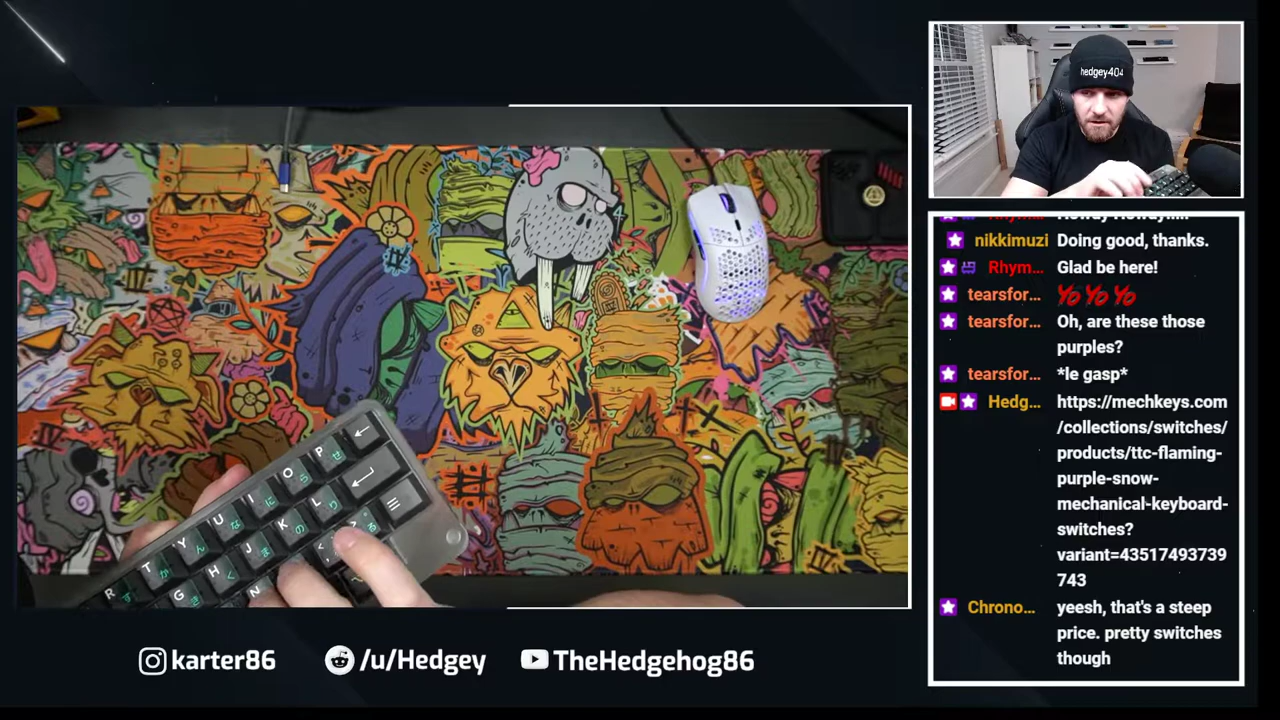 hedgey404
nikkimuzi Doing good, thanks.
Rhym... Glad be here!
tearsfor... Yo Yo Yo
tearsfor... Oh, are these those
purples?
tearsfor... *le gasp*
Hedg... https://mechkeys.com
/collections/switches/
products/ttc-flaming-
purple-snow-
mechanical-keyboard-
switches?
variant=43517493739
743
Chrono... yeesh, that's a steep
price. pretty switches
though
P
O
I
U
Y
T
R
L
K
J
H
G
N
karter86
/u/Hedgey
TheHedgehog86